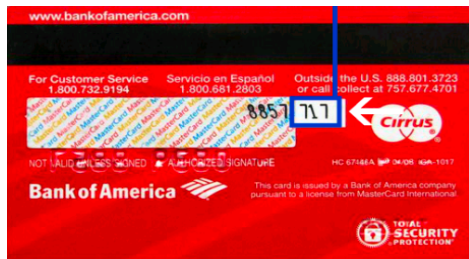 www.bankofamerica.com
For Customer Service Servicio en Español Outside the U.S. 888.801.3723
1.800.732.9194 1.800.681.2803 or call collect at 757.677.4701
MasterCard MasterCard MasterCard
8857 717
Cirrus
NOT VALID UNLESS SIGNED AUTHORIZED SIGNATURE
Bank of America
This card is issued by a Bank of America company
pursuant to a license from MasterCard International.
TOTAL
SECURITY
PROTECTION